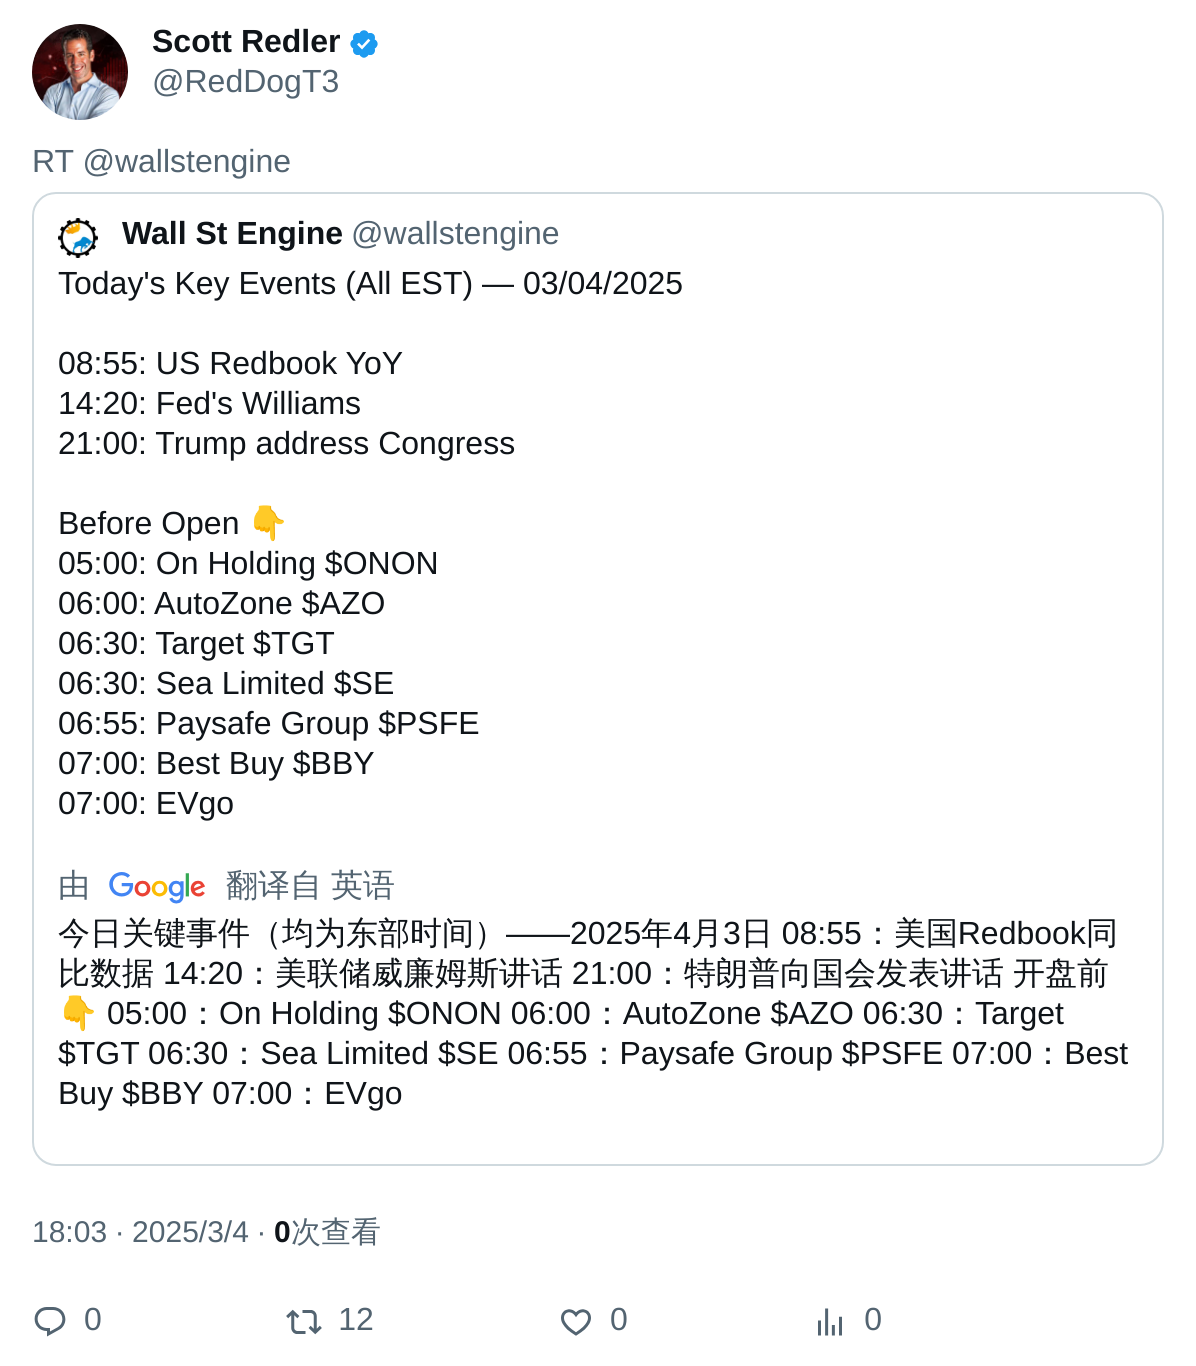 Scott Redler
@RedDogT3
RT @wallstengine
Wall St Engine @wallstengine
Today's Key Events (All EST) — 03/04/2025
08:55: US Redbook YoY
14:20: Fed's Williams
21:00: Trump address Congress
Before Open 👇
05:00: On Holding $ONON
06:00: AutoZone $AZO
06:30: Target $TGT
06:30: Sea Limited $SE
06:55: Paysafe Group $PSFE
07:00: Best Buy $BBY
07:00: EVgo
由 Google 翻译自 英语
今日关键事件（均为东部时间）——2025年4月3日 08:55：美国Redbook同
比数据 14:20：美联储威廉姆斯讲话 21:00：特朗普向国会发表讲话 开盘前
👇 05:00：On Holding $ONON 06:00：AutoZone $AZO 06:30：Target
$TGT 06:30：Sea Limited $SE 06:55：Paysafe Group $PSFE 07:00：Best
Buy $BBY 07:00：EVgo
18:03 · 2025/3/4 · 0次查看
0 12 0 0